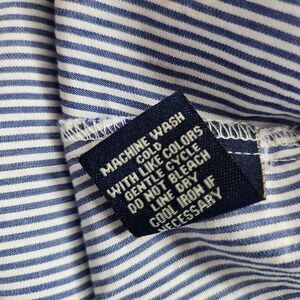 MACHINE WASH
COLD
WITH LIKE COLORS
GENTLE CYCLE
DO NOT BLEACH
LINE DRY
COOL IRON IF
NECESSARY